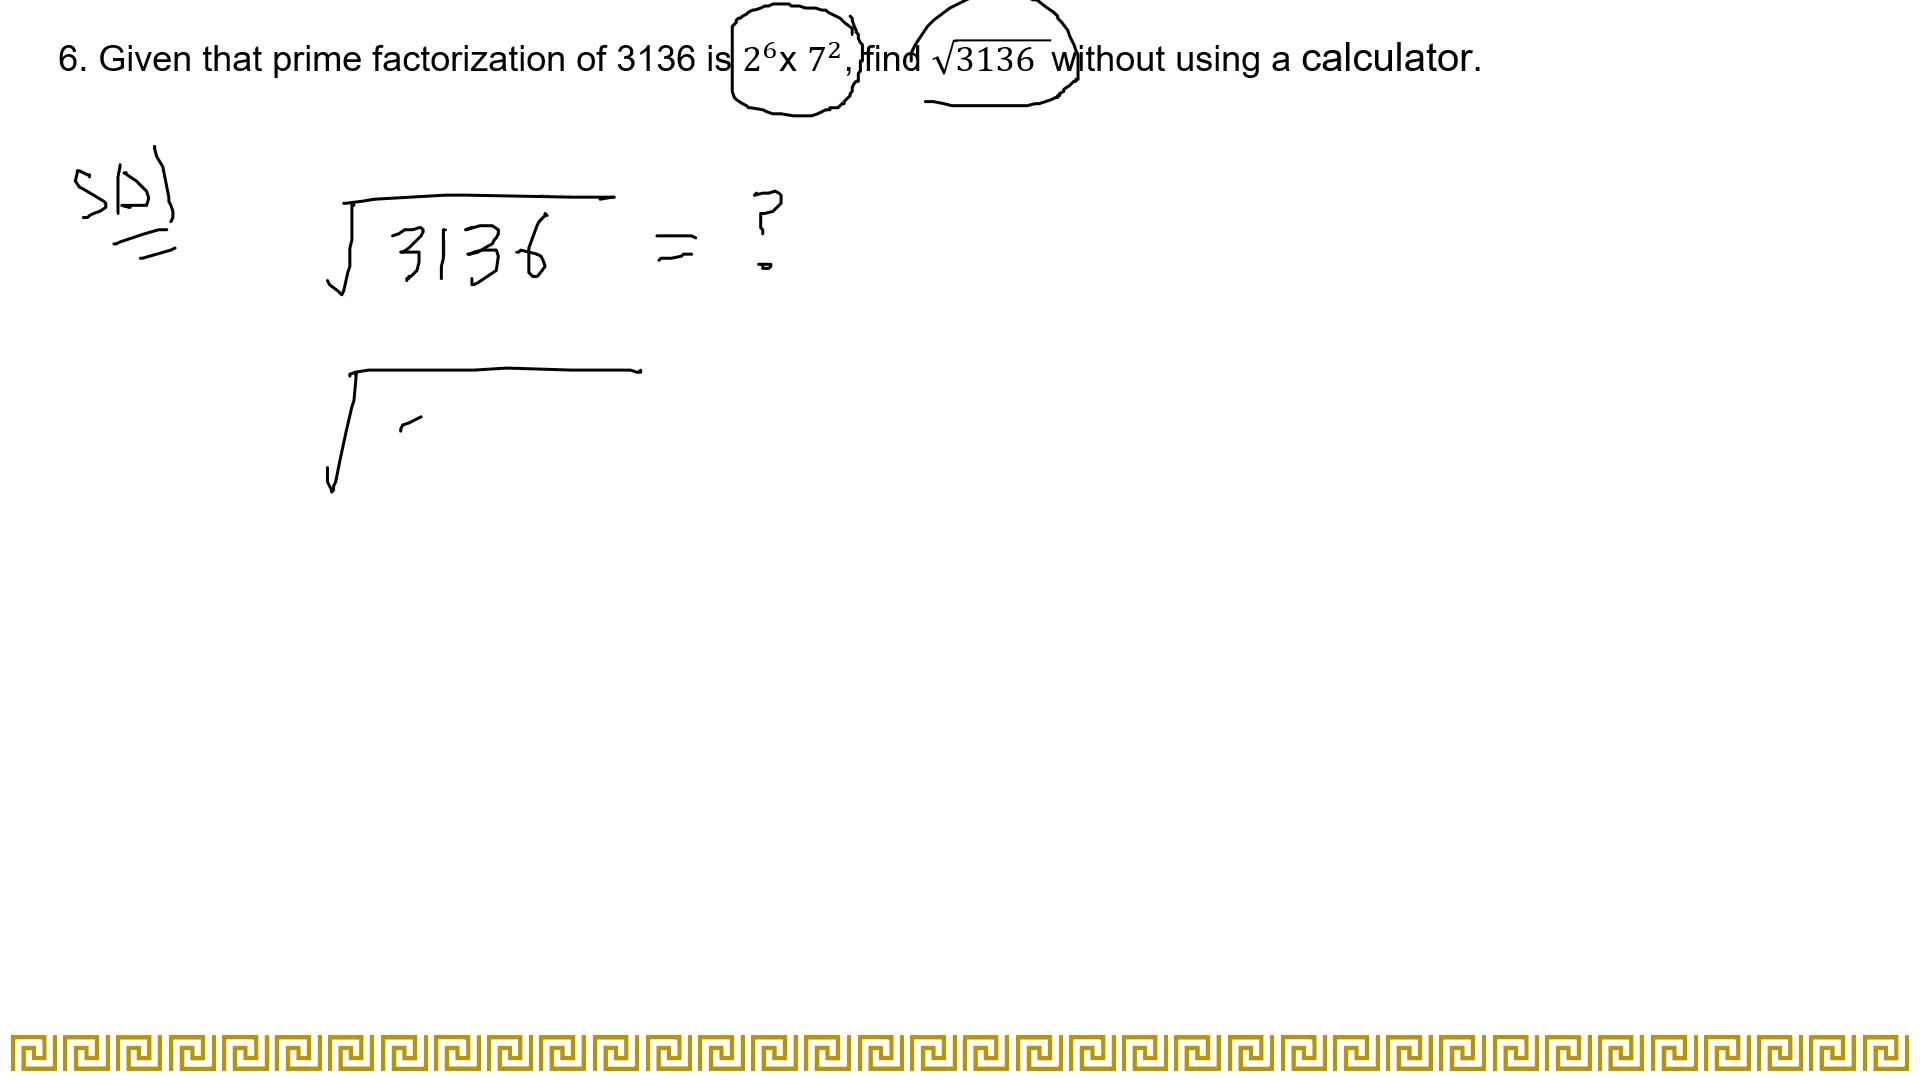 6. Given that prime factorization of 3136 is 2⁶x 7², find √3136 without using a calculator.
Sol
√3136 = ?
√